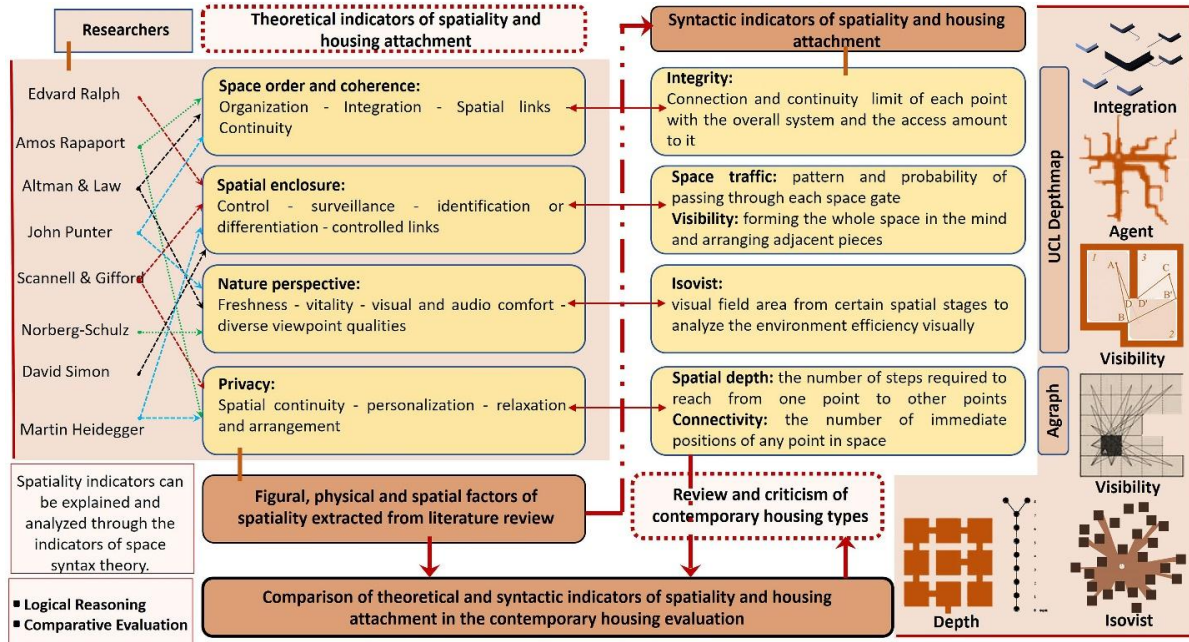 Researchers
Theoretical indicators of spatiality and
housing attachment
Syntactic indicators of spatiality and housing
attachment
Edvard Ralph
Amos Rapaport
Altman & Law
John Punter
Scannell & Gifford
Norberg-Schulz
David Simon
Martin Heidegger
Space order and coherence:
Organization - Integration - Spatial links
Continuity
Spatial enclosure:
Control - surveillance - identification or
differentiation - controlled links
Nature perspective:
Freshness - vitality - visual and audio comfort -
diverse viewpoint qualities
Privacy:
Spatial continuity - personalization - relaxation
and arrangement
Integrity:
Connection and continuity limit of each point
with the overall system and the access amount
to it
Space traffic: pattern and probability of
passing through each space gate
Visibility: forming the whole space in the mind
and arranging adjacent pieces
Isovist:
visual field area from certain spatial stages to
analyze the environment efficiency visually
Spatial depth: the number of steps required to
reach from one point to other points
Connectivity: the number of immediate
positions of any point in space
UCL Depthmap
Agraph
Integration
Agent
1
3
A
C
D
D'
B'
B
2
Visibility
Visibility
Isovist
Depth
Spatiality indicators can
be explained and
analyzed through the
indicators of space
syntax theory.
Figural, physical and spatial factors of
spatiality extracted from literature review
Review and criticism of
contemporary housing types
▪ Logical Reasoning
▪ Comparative Evaluation
Comparison of theoretical and syntactic indicators of spatiality and housing
attachment in the contemporary housing evaluation